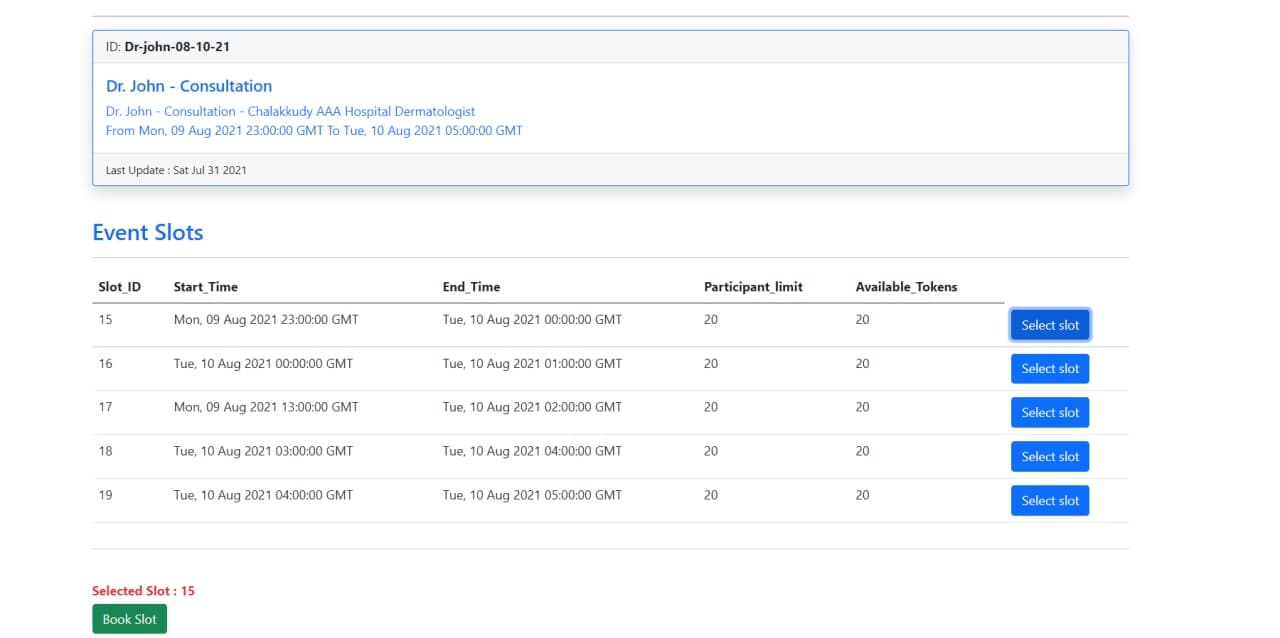 ID: Dr-john-08-10-21
Dr. John - Consultation
Dr. John - Consultation - Chalakkudy AAA Hospital Dermatologist
From Mon, 09 Aug 2021 23:00:00 GMT To Tue, 10 Aug 2021 05:00:00 GMT
Last Update : Sat Jul 31 2021
Event Slots
Slot_ID Start_Time End_Time Participant_limit Available_Tokens
15 Mon, 09 Aug 2021 23:00:00 GMT Tue, 10 Aug 2021 00:00:00 GMT 20 20 Select slot
16 Tue, 10 Aug 2021 00:00:00 GMT Tue, 10 Aug 2021 01:00:00 GMT 20 20 Select slot
17 Mon, 09 Aug 2021 13:00:00 GMT Tue, 10 Aug 2021 02:00:00 GMT 20 20 Select slot
18 Tue, 10 Aug 2021 03:00:00 GMT Tue, 10 Aug 2021 04:00:00 GMT 20 20 Select slot
19 Tue, 10 Aug 2021 04:00:00 GMT Tue, 10 Aug 2021 05:00:00 GMT 20 20 Select slot
Selected Slot : 15
Book Slot